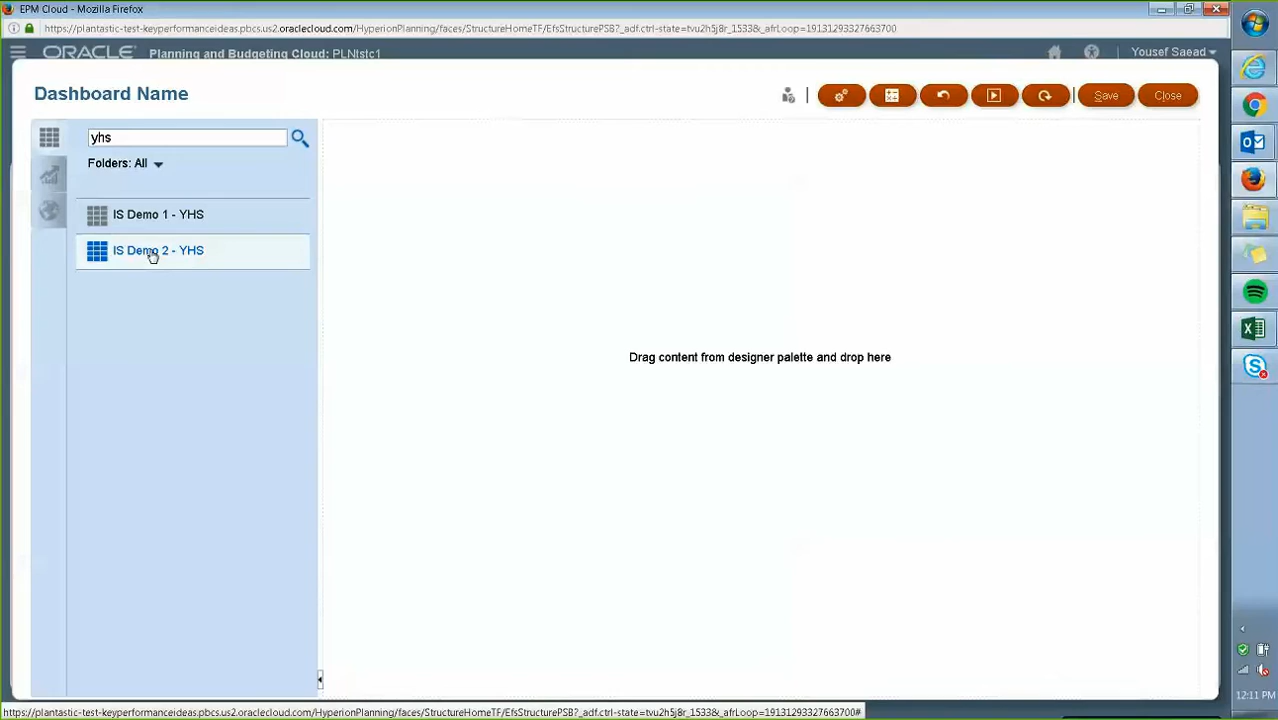 EPM Cloud - Mozilla Firefox
https://plantastic-test-keyperformanceideas.pbcs.us2.oraclecloud.com/HyperionPlanning/faces/StructureHomeTF/EfsStructurePSB?_adf.ctrl-state=tvu2h5j8r_1533&_afrLoop=19131293327663700
ORACLE Planning and Budgeting Cloud: PLNlstc1 Yousef Saead
Dashboard Name
Save Close
yhs
Folders: All
IS Demo 1 - YHS
IS Demo 2 - YHS
Drag content from designer palette and drop here
https://plantastic-test-keyperformanceideas.pbcs.us2.oraclecloud.com/HyperionPlanning/faces/StructureHomeTF/EfsStructurePSB?_adf.ctrl-state=tvu2h5j8r_1533&_afrLoop=19131293327663700#
12:11 PM